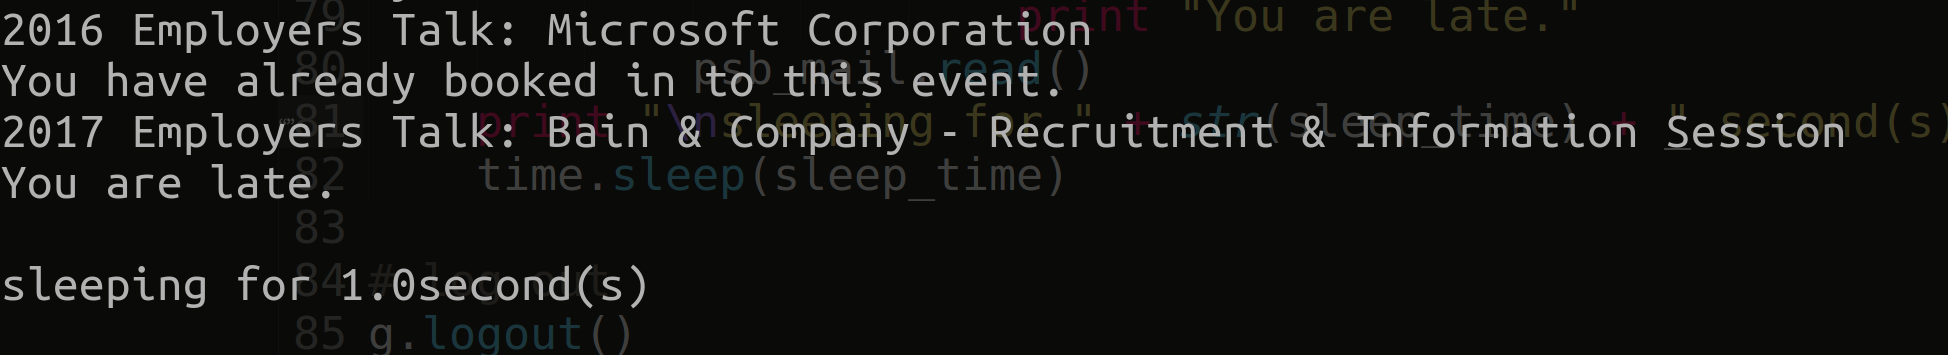 2016 Employers Talk: Microsoft Corporation
You have already booked in to this event.
2017 Employers Talk: Bain & Company - Recruitment & Information Session
You are late.
sleeping for 1.0second(s)
79 print "You are late."
80 psb_mail.read()
81 print "\nsleeping for " + str(sleep_time) + "second(s)
82 time.sleep(sleep_time)
83
84 # log out
85 g.logout()